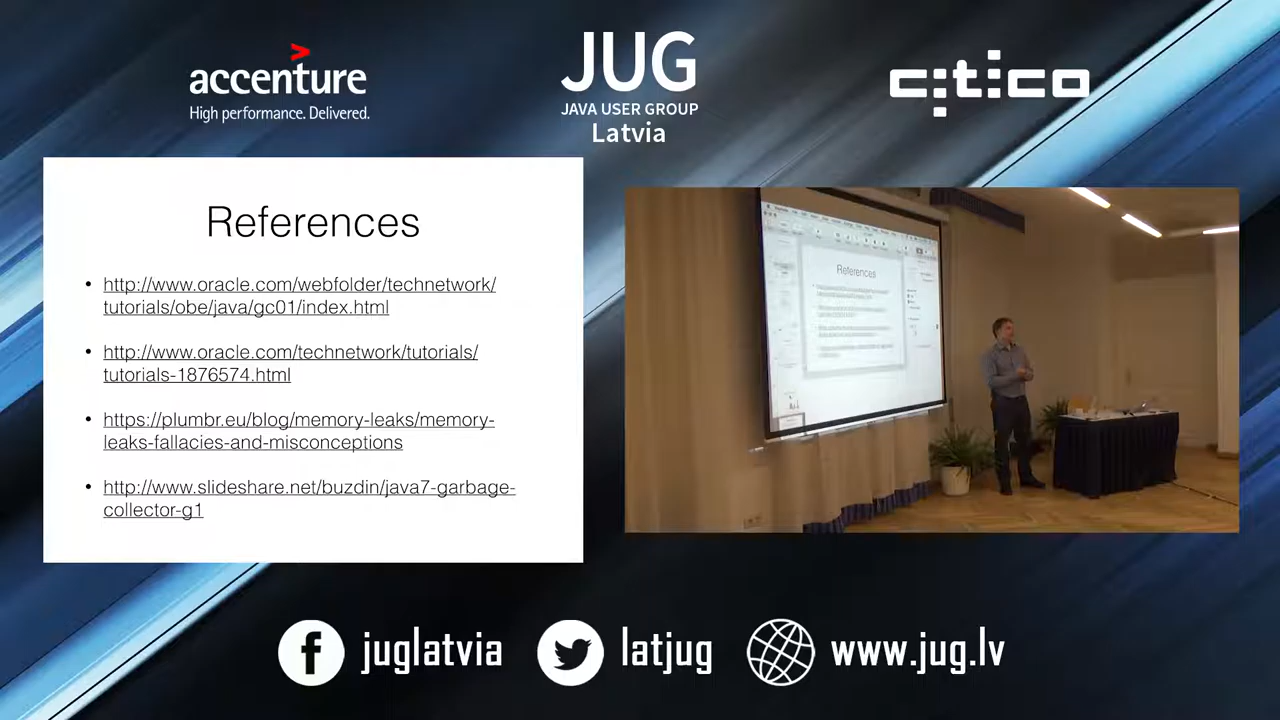 accenture
High performance. Delivered.
JUG
JAVA USER GROUP
Latvia
citico
References
• http://www.oracle.com/webfolder/technetwork/
tutorials/obe/java/gc01/index.html
• http://www.oracle.com/technetwork/tutorials/
tutorials-1876574.html
• https://plumbr.eu/blog/memory-leaks/memory-
leaks-fallacies-and-misconceptions
• http://www.slideshare.net/buzdin/java7-garbage-
collector-g1
References
juglatvia
latjug
www.jug.lv